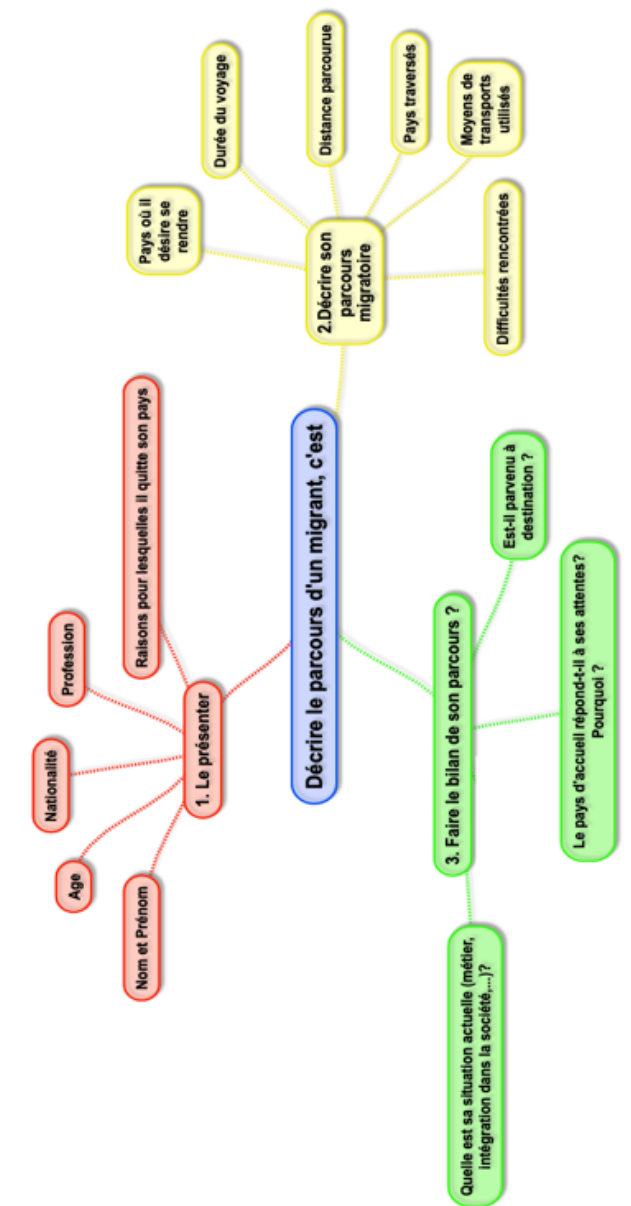 Décrire le parcours d'un migrant, c'est
1. Le présenter
Nom et Prénom
Age
Nationalité
Profession
Raisons pour lesquelles il quitte son pays
2.Décrire son
parcours
migratoire
Pays où il
désire se
rendre
Durée du voyage
Distance parcourue
Pays traversés
Moyens de
transports
utilisés
Difficultés rencontrées
3. Faire le bilan de son parcours ?
Est-il parvenu à
destination ?
Le pays d'accueil répond-t-il à ses attentes?
Pourquoi ?
Quelle est sa situation actuelle (métier,
intégration dans la société,...)?